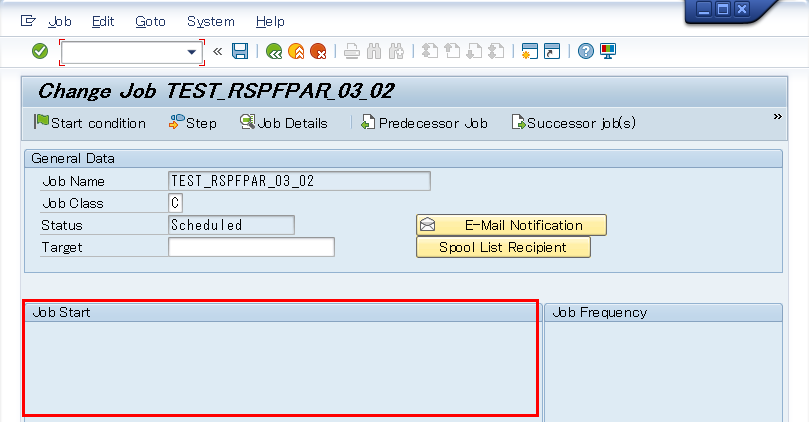 Job Edit Goto System Help
«
Change Job TEST_RSPFPAR_03_02
Start condition Step Job Details Predecessor Job Successor job(s) »
General Data
Job Name TEST_RSPFPAR_03_02
Job Class C
Status Scheduled E-Mail Notification
Target Spool List Recipient
Job Start Job Frequency